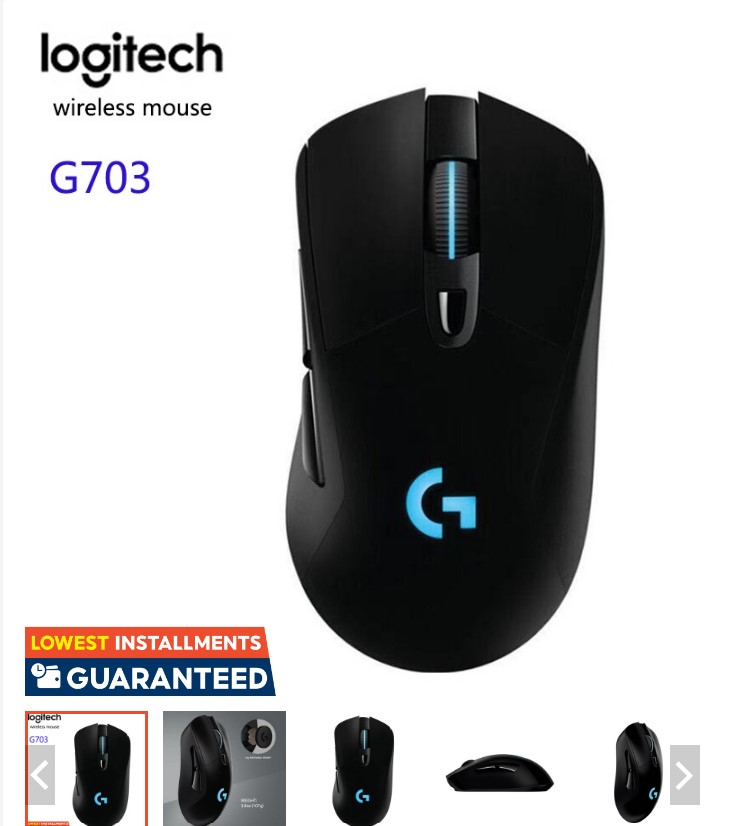 logitech
wireless mouse
G703
LOWEST INSTALLMENTS
GUARANTEED
logitech
wireless mouse
G703